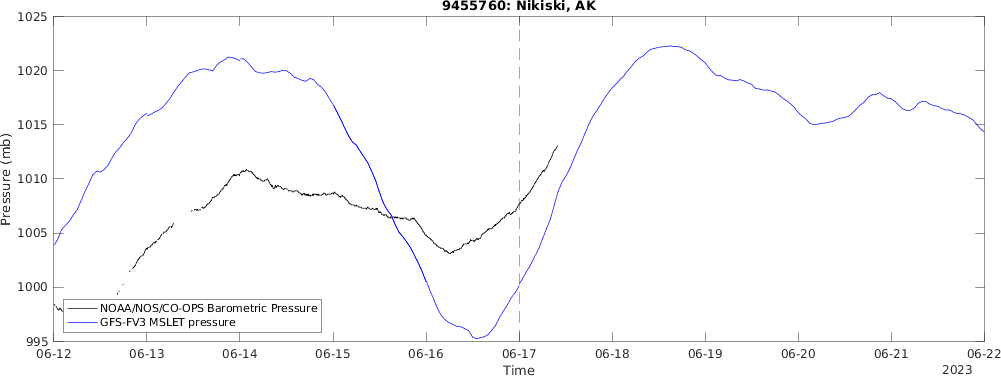 9455760: Nikiski, AK
1025
1020
1015
1010
1005
1000
995
Pressure (mb)
NOAA/NOS/CO-OPS Barometric Pressure
GFS-FV3 MSLET pressure
06-12 06-13 06-14 06-15 06-16 06-17 06-18 06-19 06-20 06-21 06-22
Time
2023